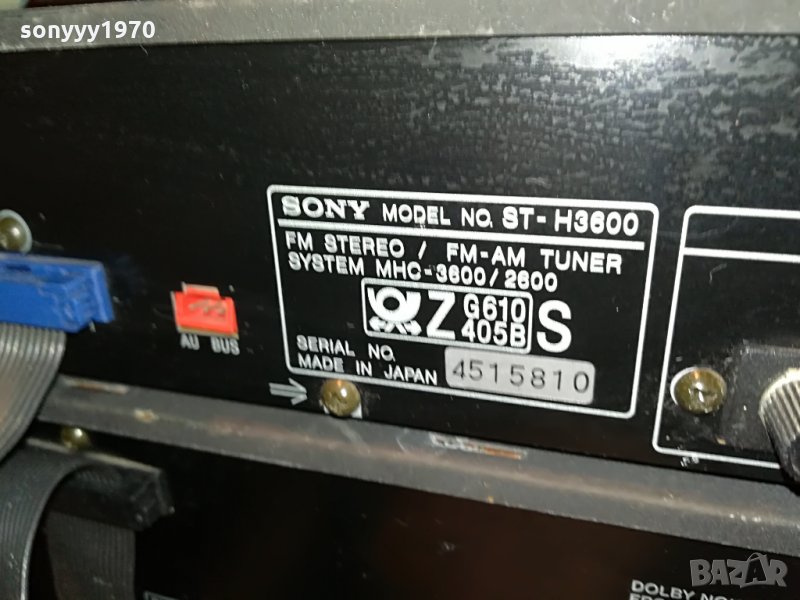 sonyyy1970
SONY MODEL NO. ST-H3600
FM STEREO / FM-AM TUNER
SYSTEM MHC-3600/2600
Z G610 S
405B
SERIAL NO. 4515810
MADE IN JAPAN
AU BUS
DOLBY
BAZAR